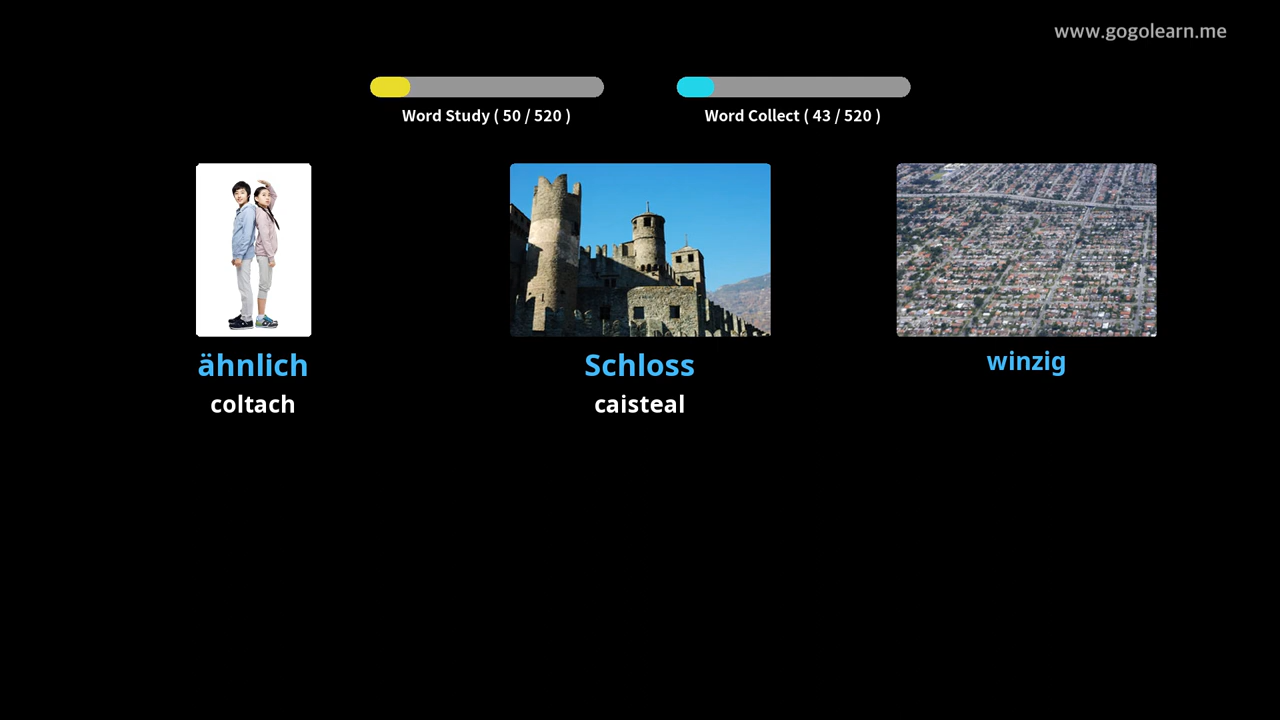 www.gogolearn.me
Word Study ( 50 / 520 )
Word Collect ( 43 / 520 )
ähnlich
coltach
Schloss
caisteal
winzig